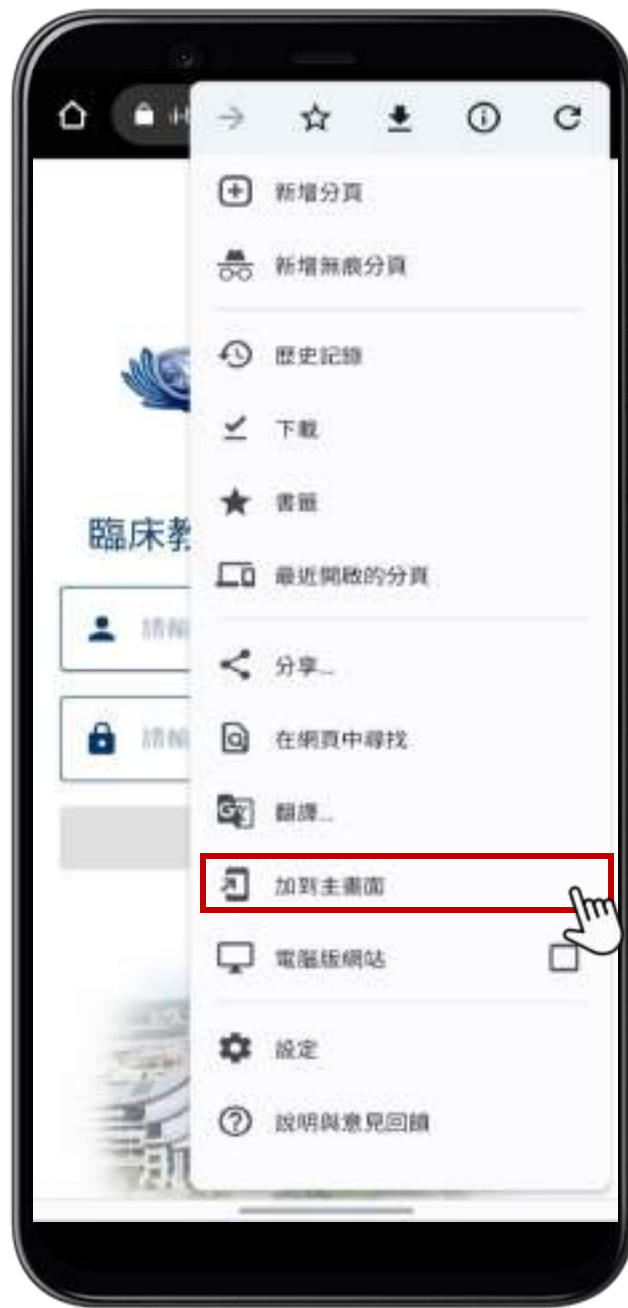 新增分頁
新增無痕分頁
歷史記錄
下載
書籤
臨床教
最近開啟的分頁
分享...
在網頁中尋找
翻譯...
加到主畫面
電腦版網站
設定
說明與意見回饋